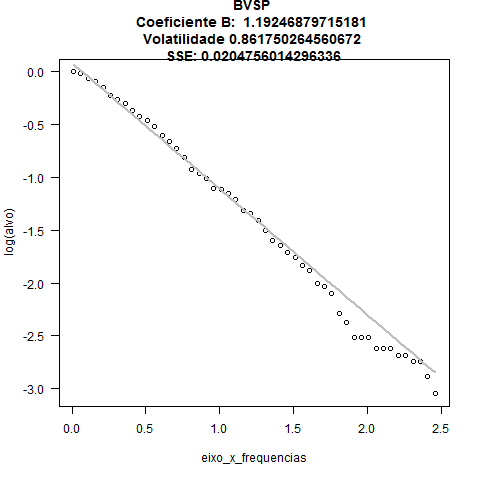 BVSP
Coeficiente B:  1.19246879715181
Volatilidade 0.861750264560672
SSE: 0.0204756014296336
log(alvo)
0.0
-0.5
-1.0
-1.5
-2.0
-2.5
-3.0
0.0 0.5 1.0 1.5 2.0 2.5
eixo_x_frequencias